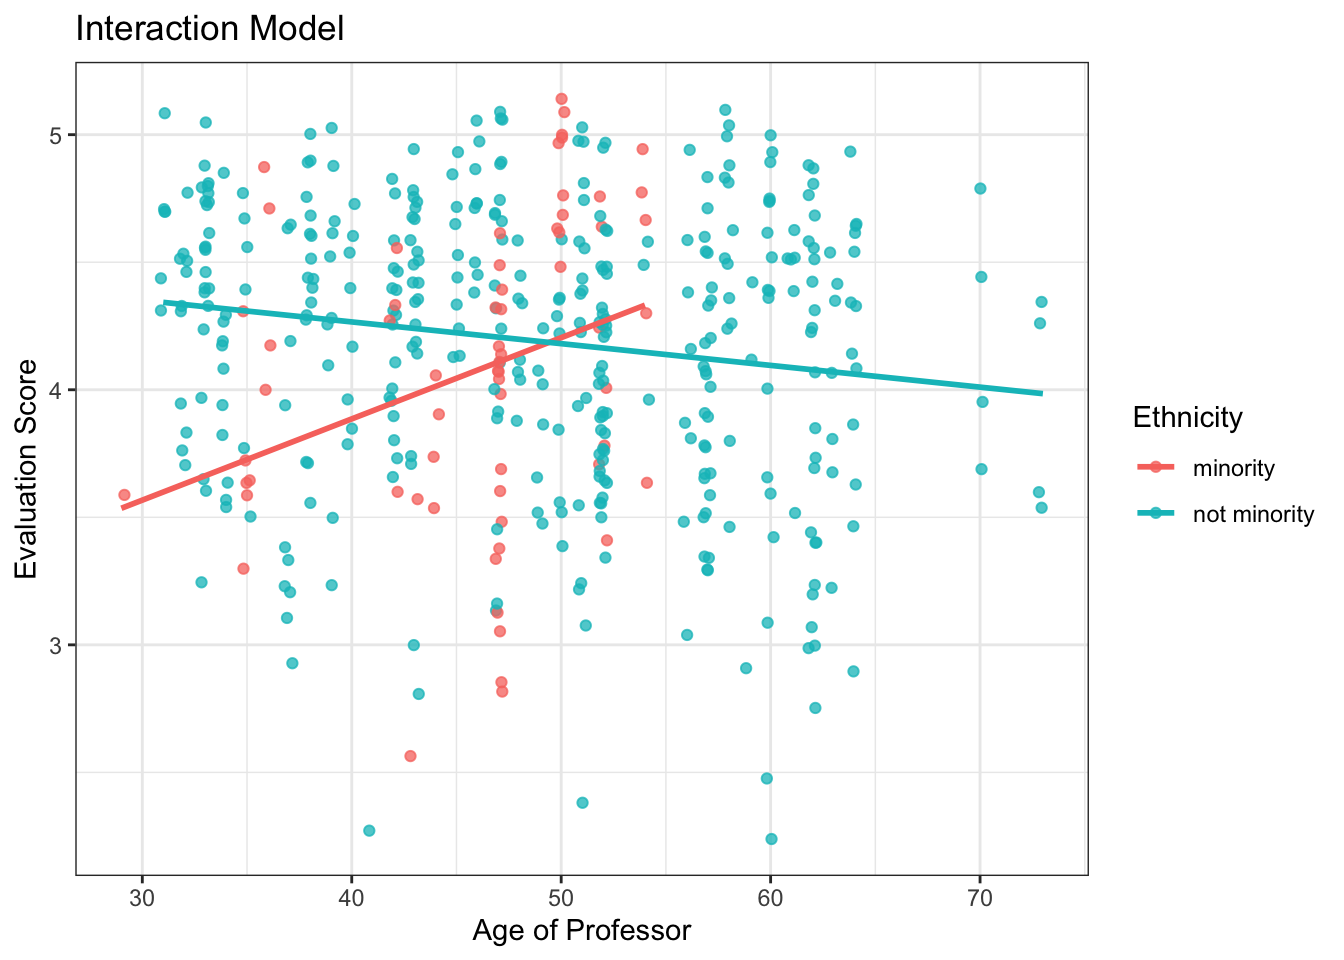 Interaction Model
5
4
3
Evaluation Score
30 40 50 60 70
Age of Professor
Ethnicity
minority
not minority